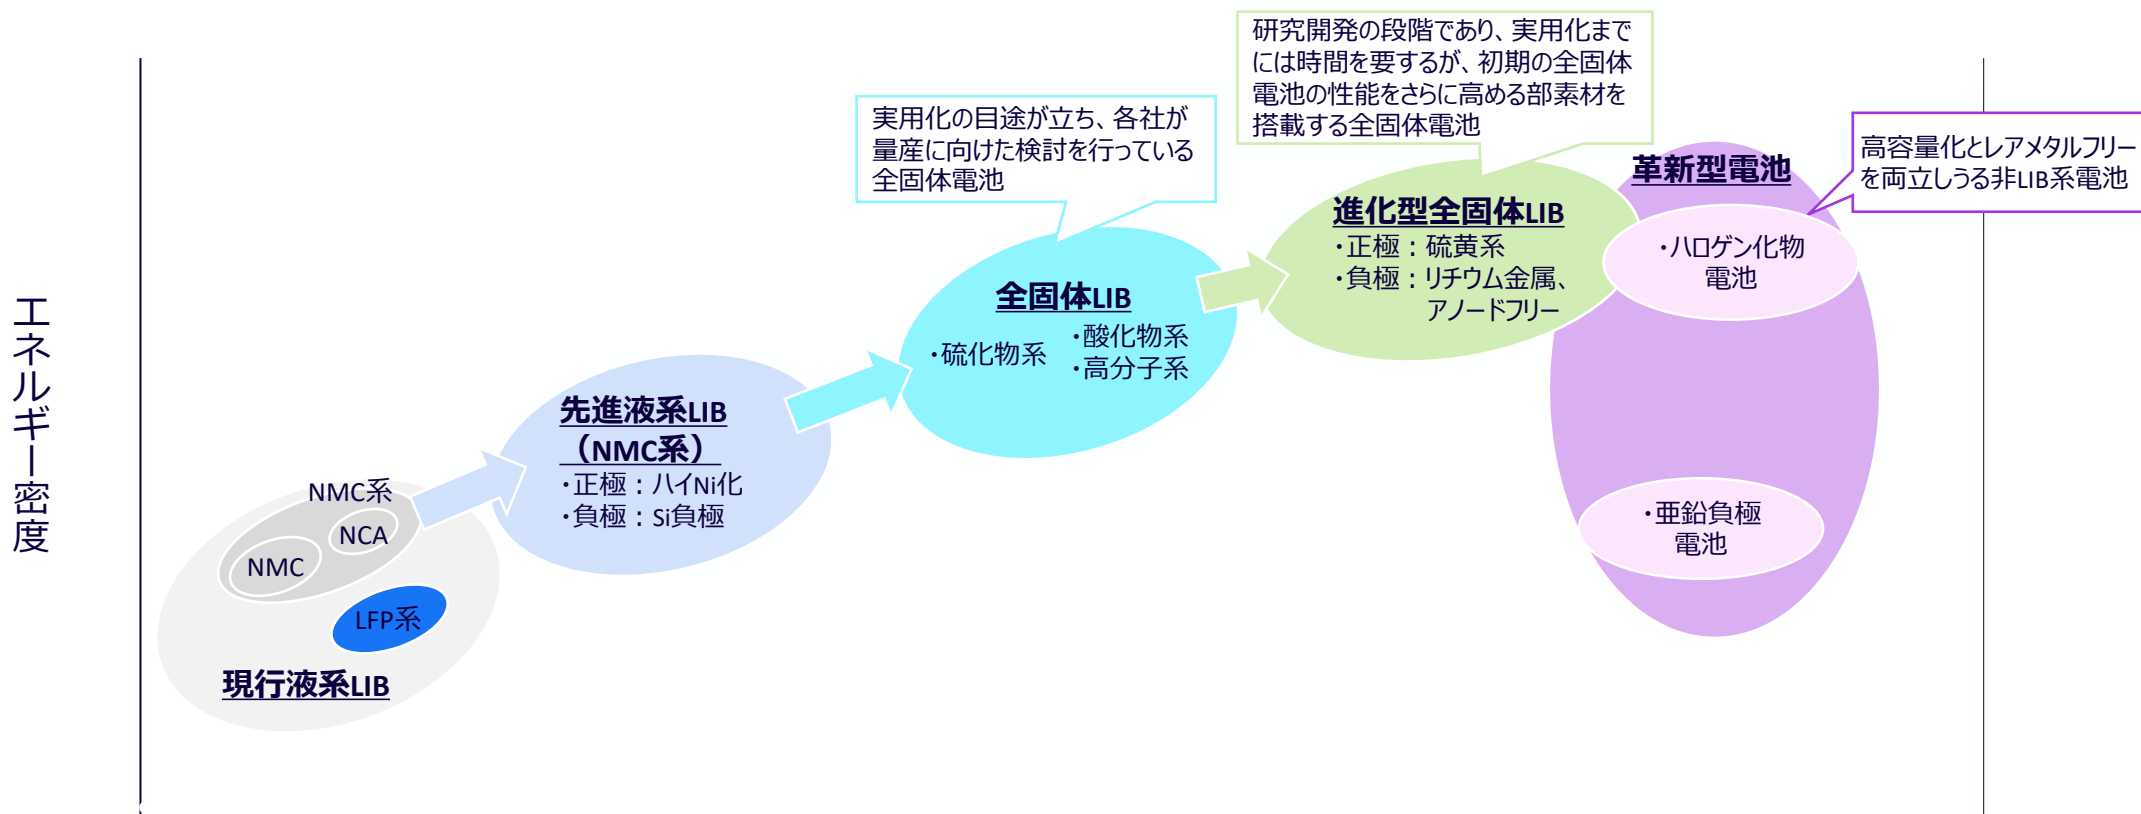 エネルギー密度
研究開発の段階であり、実用化まで
には時間を要するが、初期の全固体
電池の性能をさらに高める部素材を
搭載する全固体電池
実用化の目途が立ち、各社が
量産に向けた検討を行っている
全固体電池
高容量化とレアメタルフリー
を両立しうる非LIB系電池
革新型電池
・ハロゲン化物
電池
・亜鉛負極
電池
進化型全固体LIB
・正極：硫黄系
・負極：リチウム金属、
アノードフリー
全固体LIB
・硫化物系
・酸化物系
・高分子系
先進液系LIB
（NMC系）
・正極：ハイNi化
・負極：Si負極
NMC系
NCA
NMC
LFP系
現行液系LIB